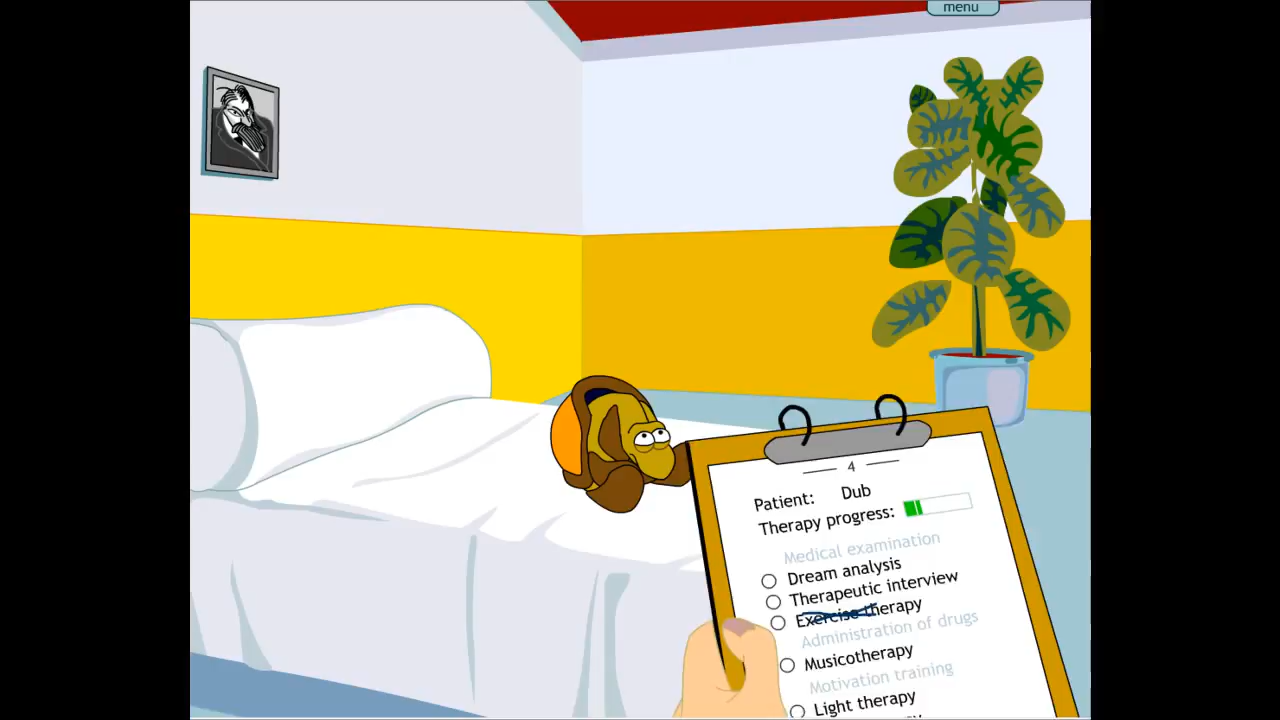 menu
4
Patient: Dub
Therapy progress:
Medical examination
Dream analysis
Therapeutic interview
Exercise therapy
Administration of drugs
Musicotherapy
Motivation training
Light therapy